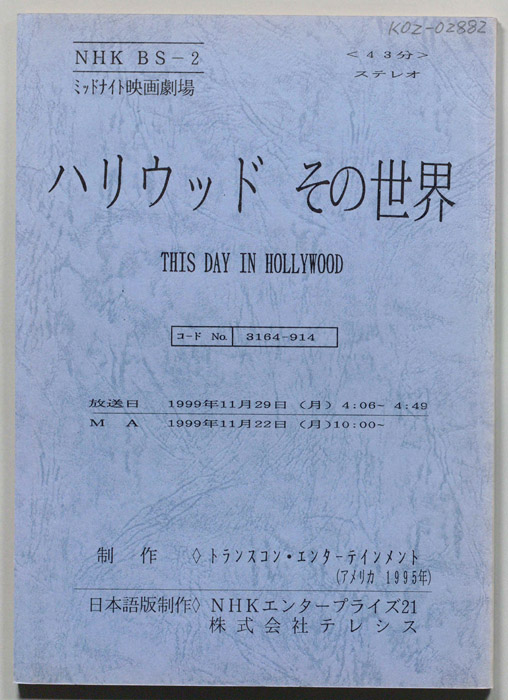 K02-02882
NHK BS-2
<43分>
ステレオ
ミッドナイト映画劇場
ハリウッド その世界
THIS DAY IN HOLLYWOOD
コード No. 3164-914
放送日 1999年11月29日 (月) 4:06~ 4:49
M A 1999年11月22日 (月)10:00~
制 作 ◇ トランスコン・エンターテインメント
(アメリカ 1995年)
日本語版制作◇ NHKエンタープライズ21
株式会社テレシス